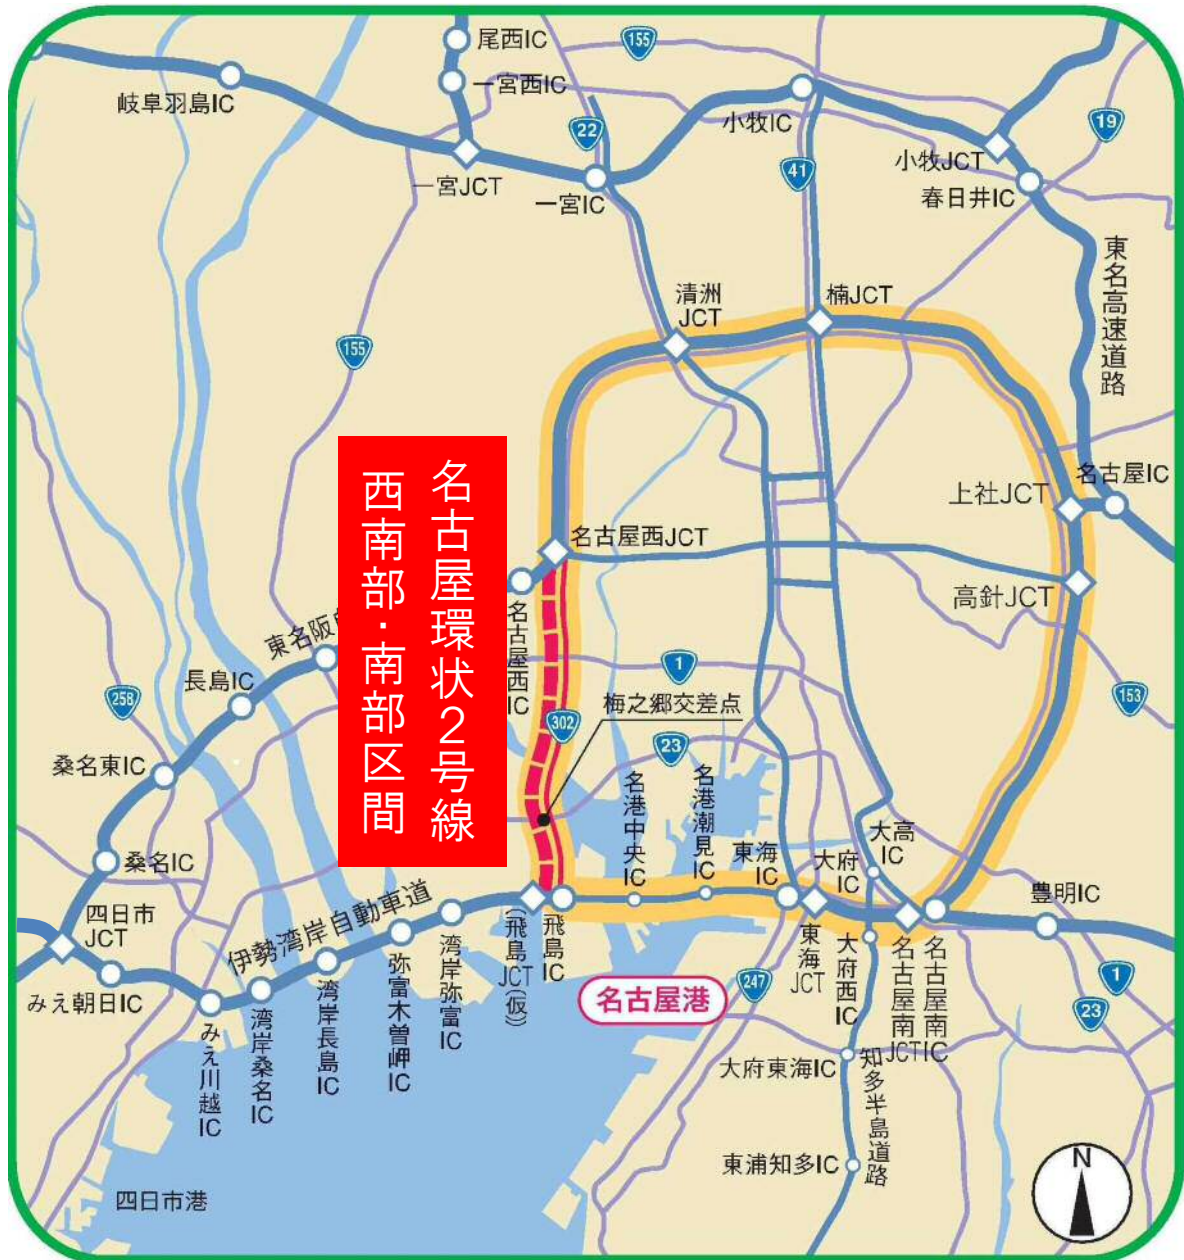 尾西IC
155
一宮西IC
岐阜羽島IC
22
小牧IC
19
41
小牧JCT
一宮JCT
一宮IC
春日井IC
東名高速道路
清洲
JCT
楠JCT
155
名古屋環状2号線
西南部・南部区間
名古屋IC
上社JCT
名古屋西JCT
高針JCT
名古屋西IC
東名阪
長島IC
1
258
302
梅之郷交差点
153
23
桑名東IC
名港中央IC
名港潮見IC
東海
IC
大府
IC
大高
IC
桑名IC
豊明IC
四日市
JCT
伊勢湾岸自動車道
みえ朝日IC
みえ川越IC
湾岸桑名IC
湾岸長島IC
弥富木曽岬IC
湾岸弥富IC
飛島JCT(仮)
飛島IC
名古屋港
247
東海JCT
大府西IC
名古屋南JCT
名古屋南IC
1
23
大府東海IC
知多半島道路
東浦知多IC
四日市港
N